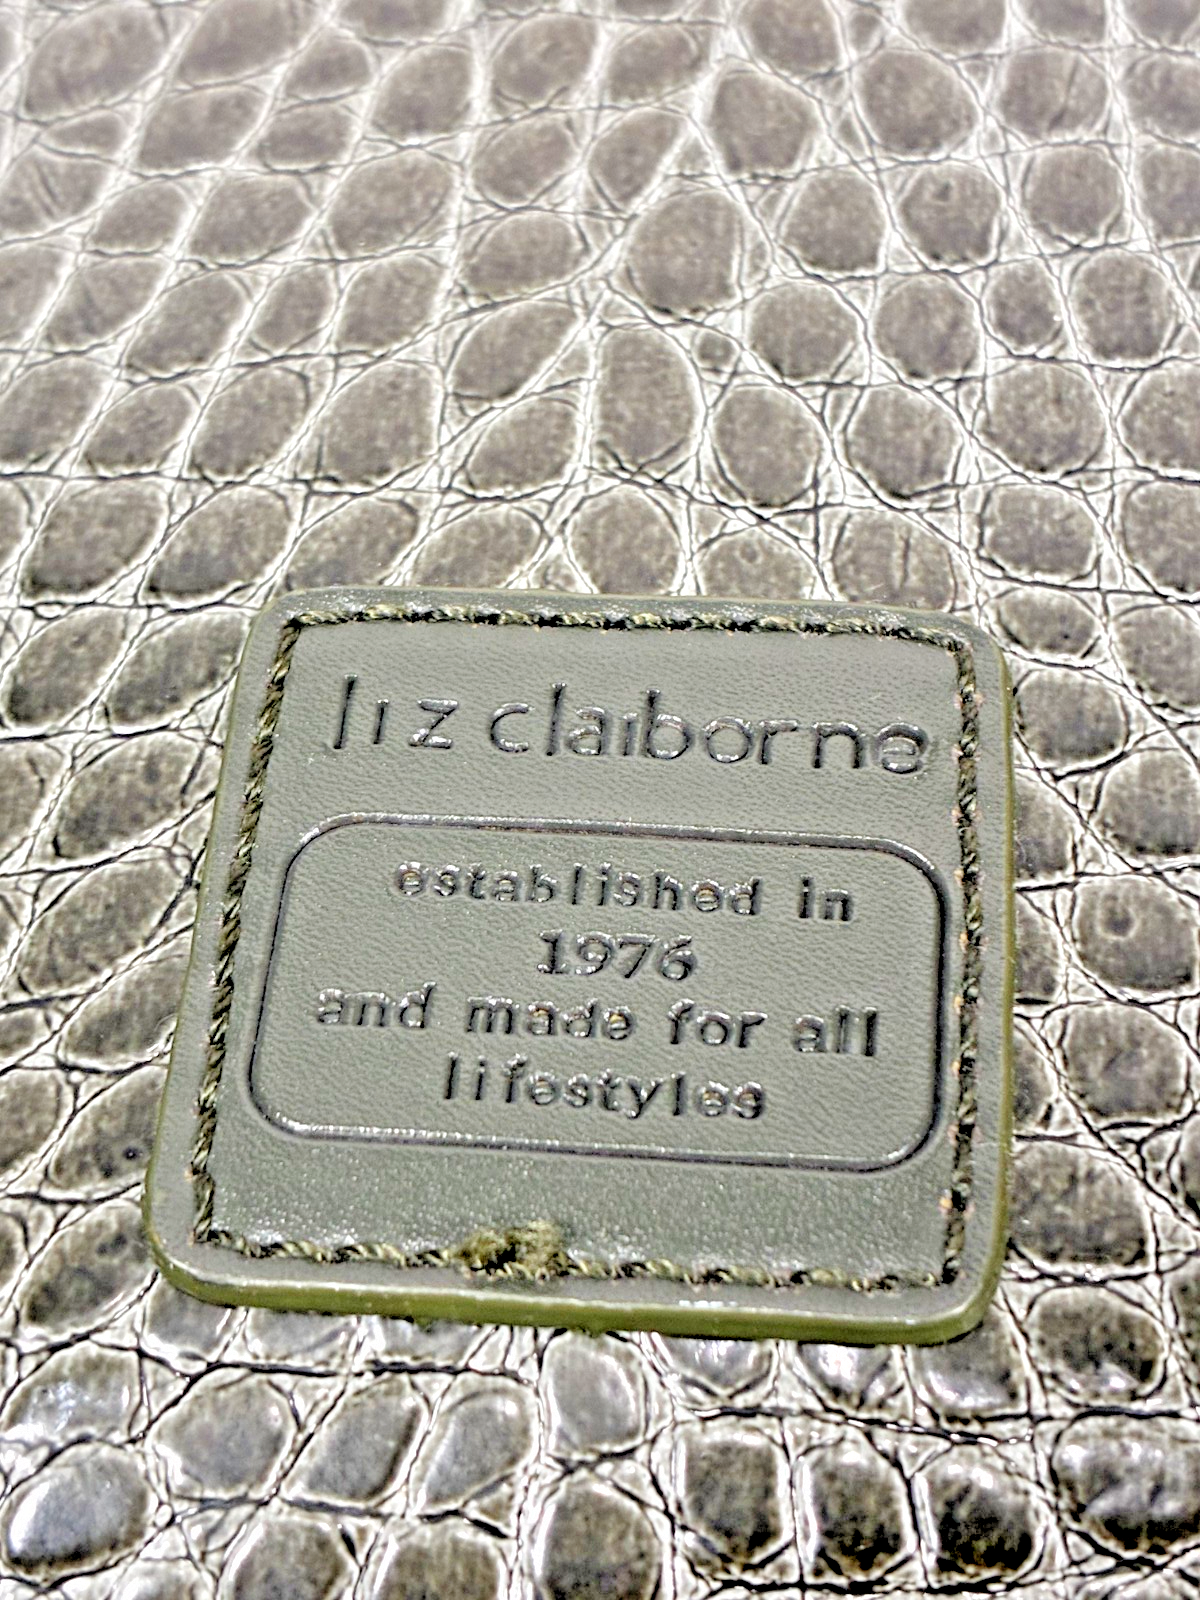 liz claiborne
established in
1976
and made for all
lifestyles